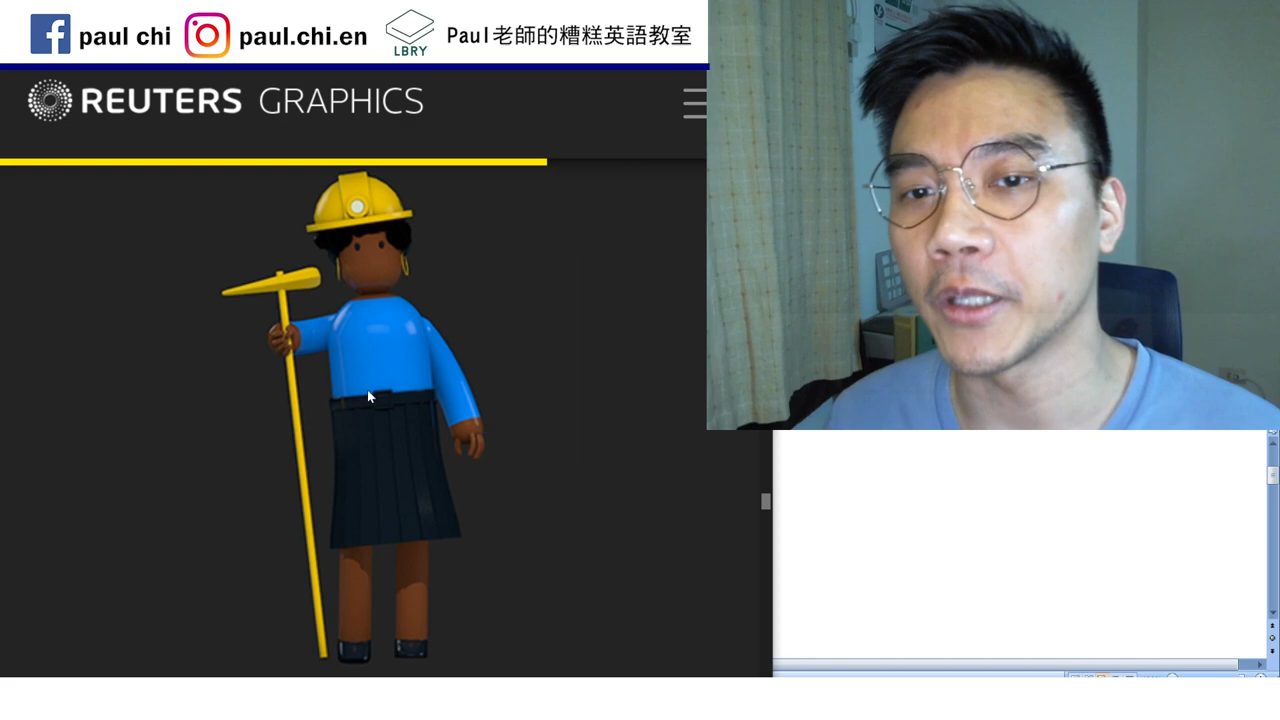 paul chi paul.chi.en LBRY Paul老師的糟糕英語教室
REUTERS GRAPHICS